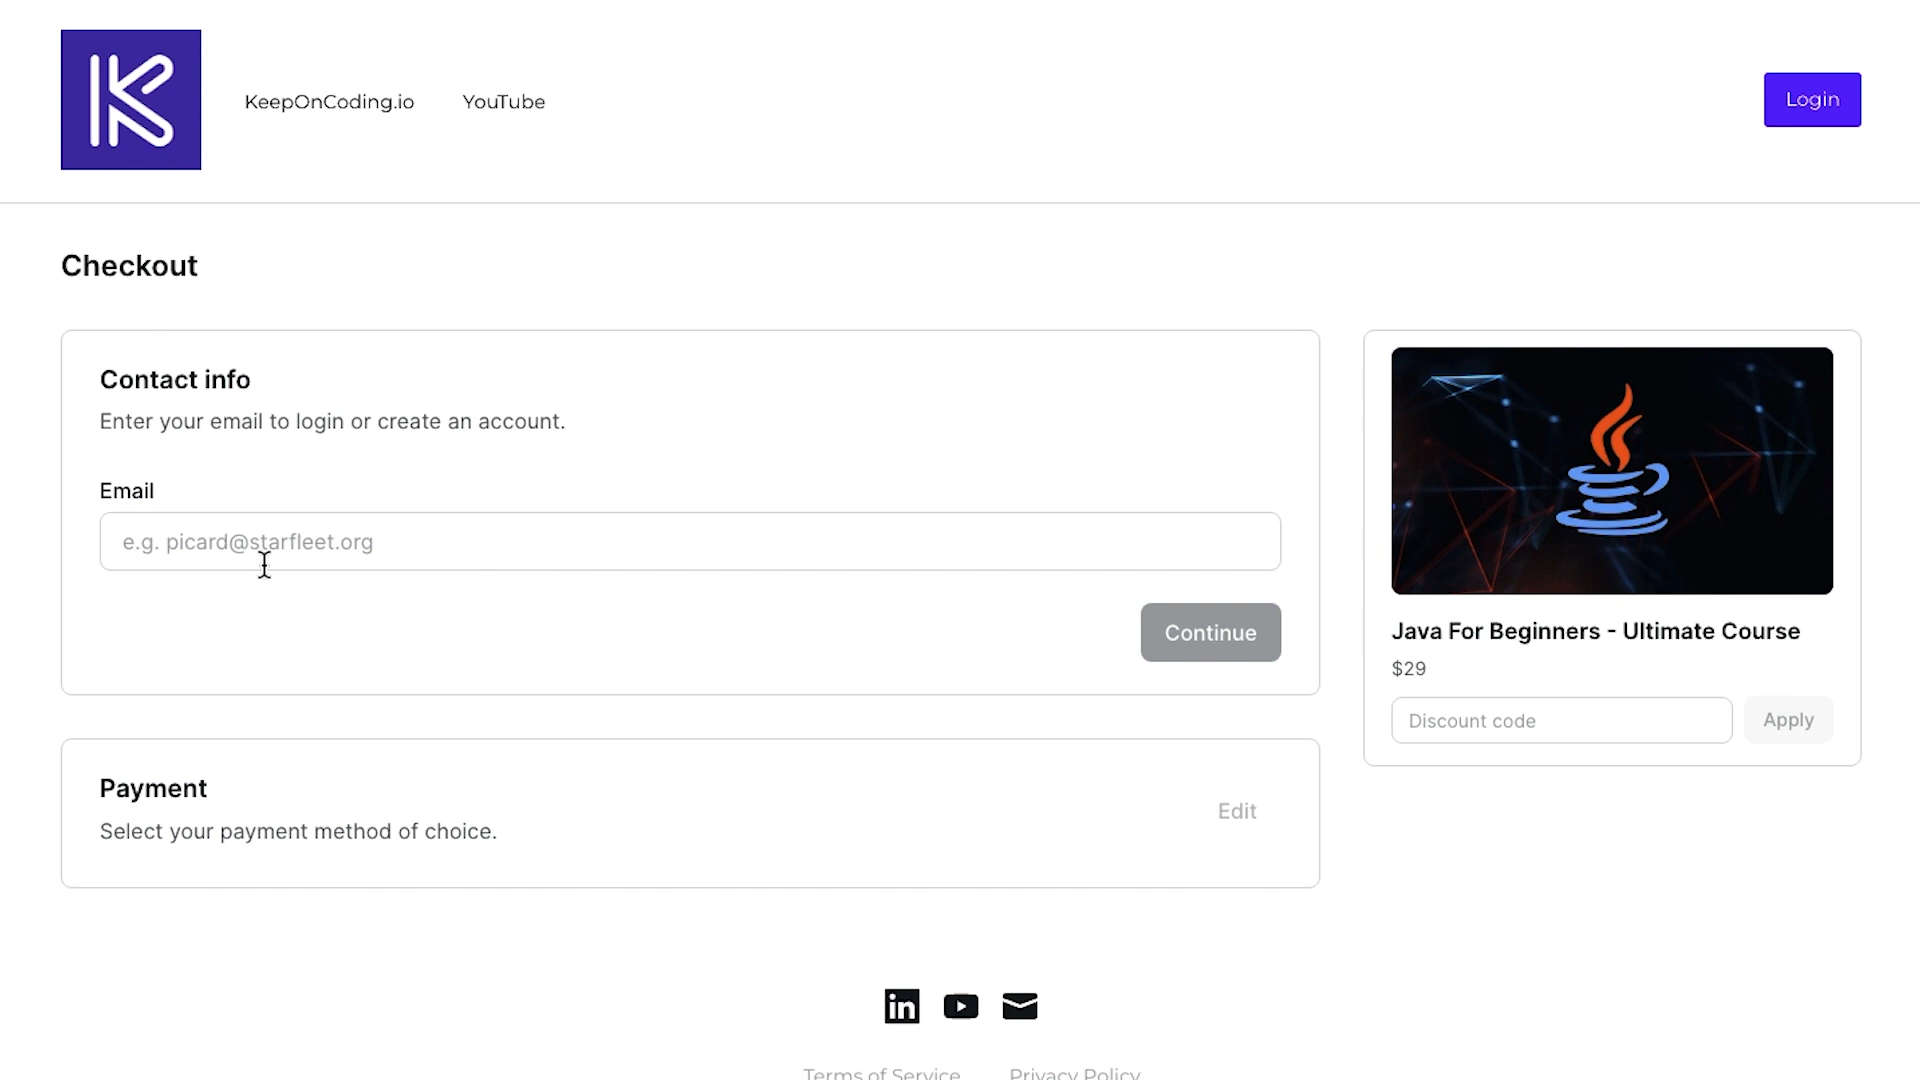 KeepOnCoding.io
YouTube
Login
Checkout
Contact info
Enter your email to login or create an account.
Email
e.g. picard@starfleet.org
Continue
Java For Beginners - Ultimate Course
$29
Discount code
Apply
Payment
Select your payment method of choice.
Edit
in
Terms of Service
Privacy Policy